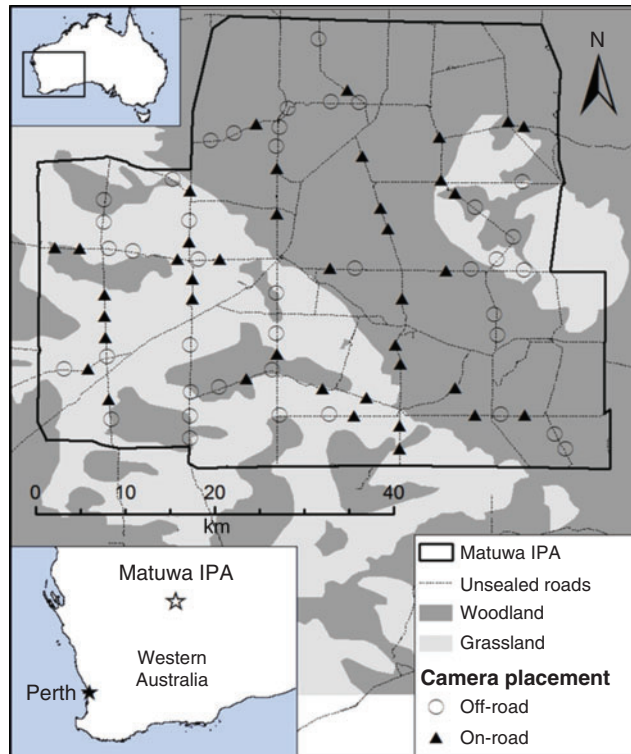 N
0 10 20 40
km
Matuwa IPA
Western
Australia
Perth
Matuwa IPA
Unsealed roads
Woodland
Grassland
Camera placement
Off-road
On-road